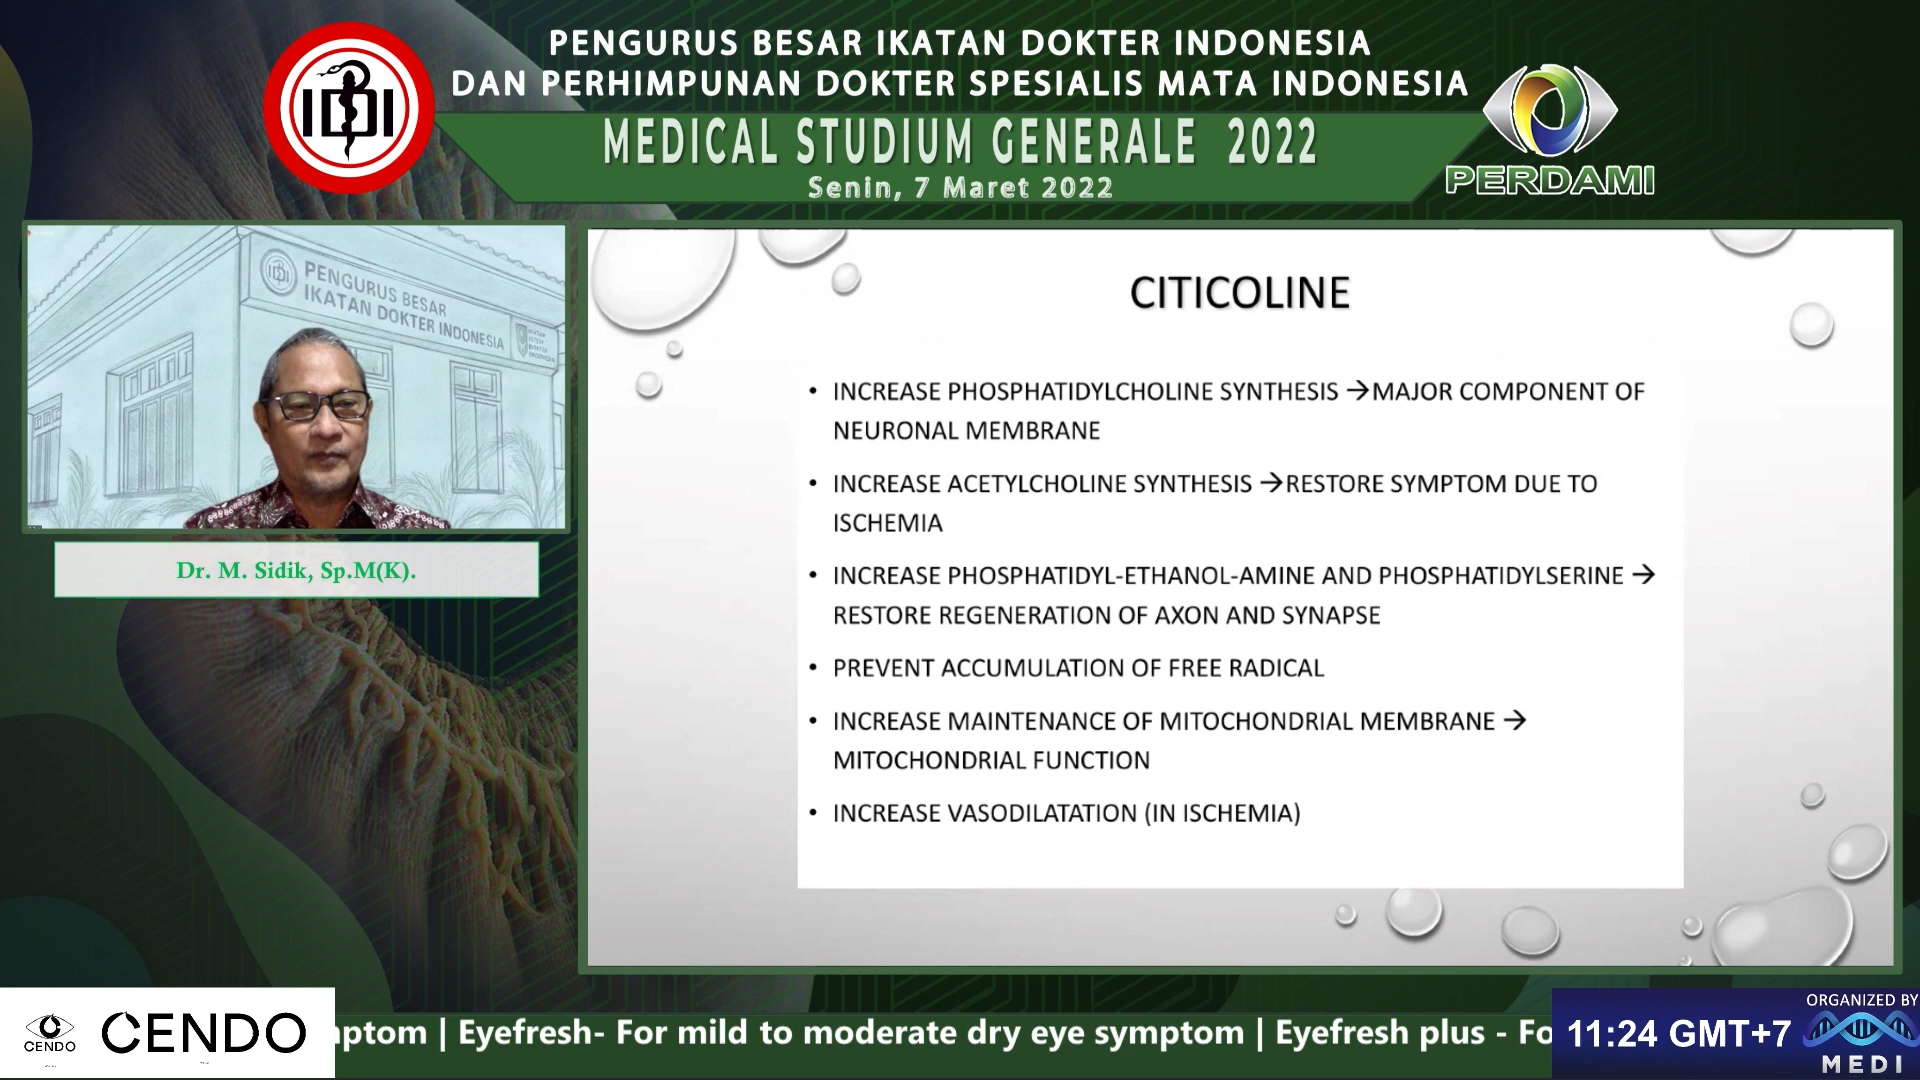 PENGURUS BESAR IKATAN DOKTER INDONESIA
DAN PERHIMPUNAN DOKTER SPESIALIS MATA INDONESIA
MEDICAL STUDIUM GENERALE 2022
Senin, 7 Maret 2022
IDI
PERDAMI
IDI
PENGURUS BESAR
IKATAN DOKTER INDONESIA
Dr. M. Sidik, Sp.M(K).
CITICOLINE
• INCREASE PHOSPHATIDYLCHOLINE SYNTHESIS →MAJOR COMPONENT OF
NEURONAL MEMBRANE
• INCREASE ACETYLCHOLINE SYNTHESIS →RESTORE SYMPTOM DUE TO
ISCHEMIA
• INCREASE PHOSPHATIDYL-ETHANOL-AMINE AND PHOSPHATIDYLSERINE →
RESTORE REGENERATION OF AXON AND SYNAPSE
• PREVENT ACCUMULATION OF FREE RADICAL
• INCREASE MAINTENANCE OF MITOCHONDRIAL MEMBRANE →
MITOCHONDRIAL FUNCTION
• INCREASE VASODILATATION (IN ISCHEMIA)
CENDO
CENDO
mptom | Eyefresh- For mild to moderate dry eye symptom | Eyefresh plus - Fo
11:24 GMT+7
ORGANIZED BY
MEDI